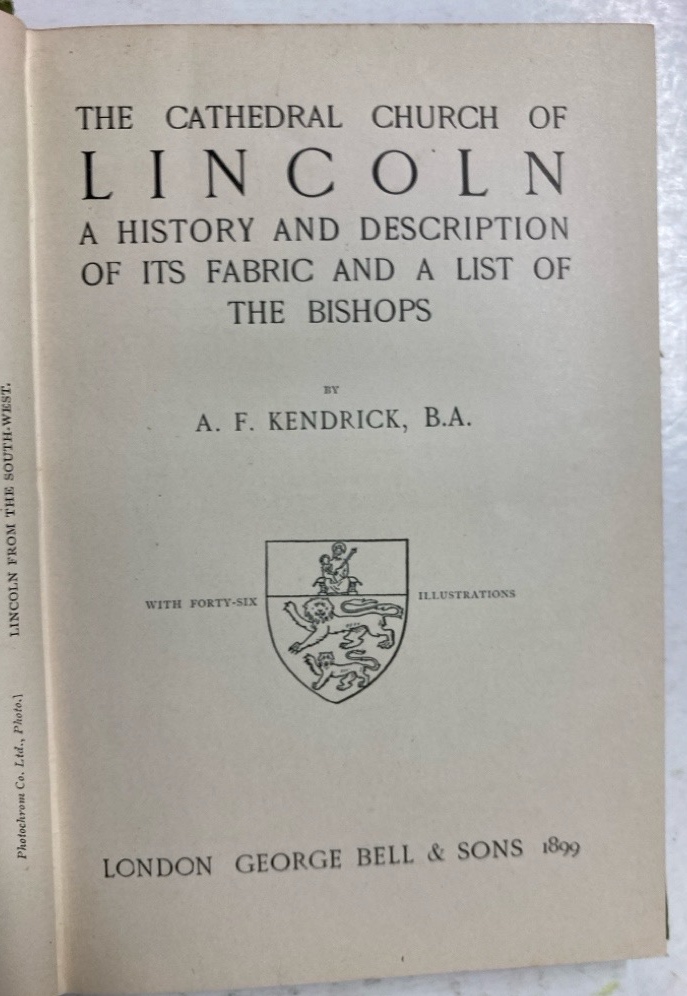 THE CATHEDRAL CHURCH OF
LINCOLN
A HISTORY AND DESCRIPTION
OF ITS FABRIC AND A LIST OF
THE BISHOPS
BY
A. F. KENDRICK, B.A.
WITH FORTY-SIX ILLUSTRATIONS
LONDON GEORGE BELL & SONS 1899
LINCOLN FROM THE SOUTH-WEST.
Photochrom Co. Ltd., Photo.]